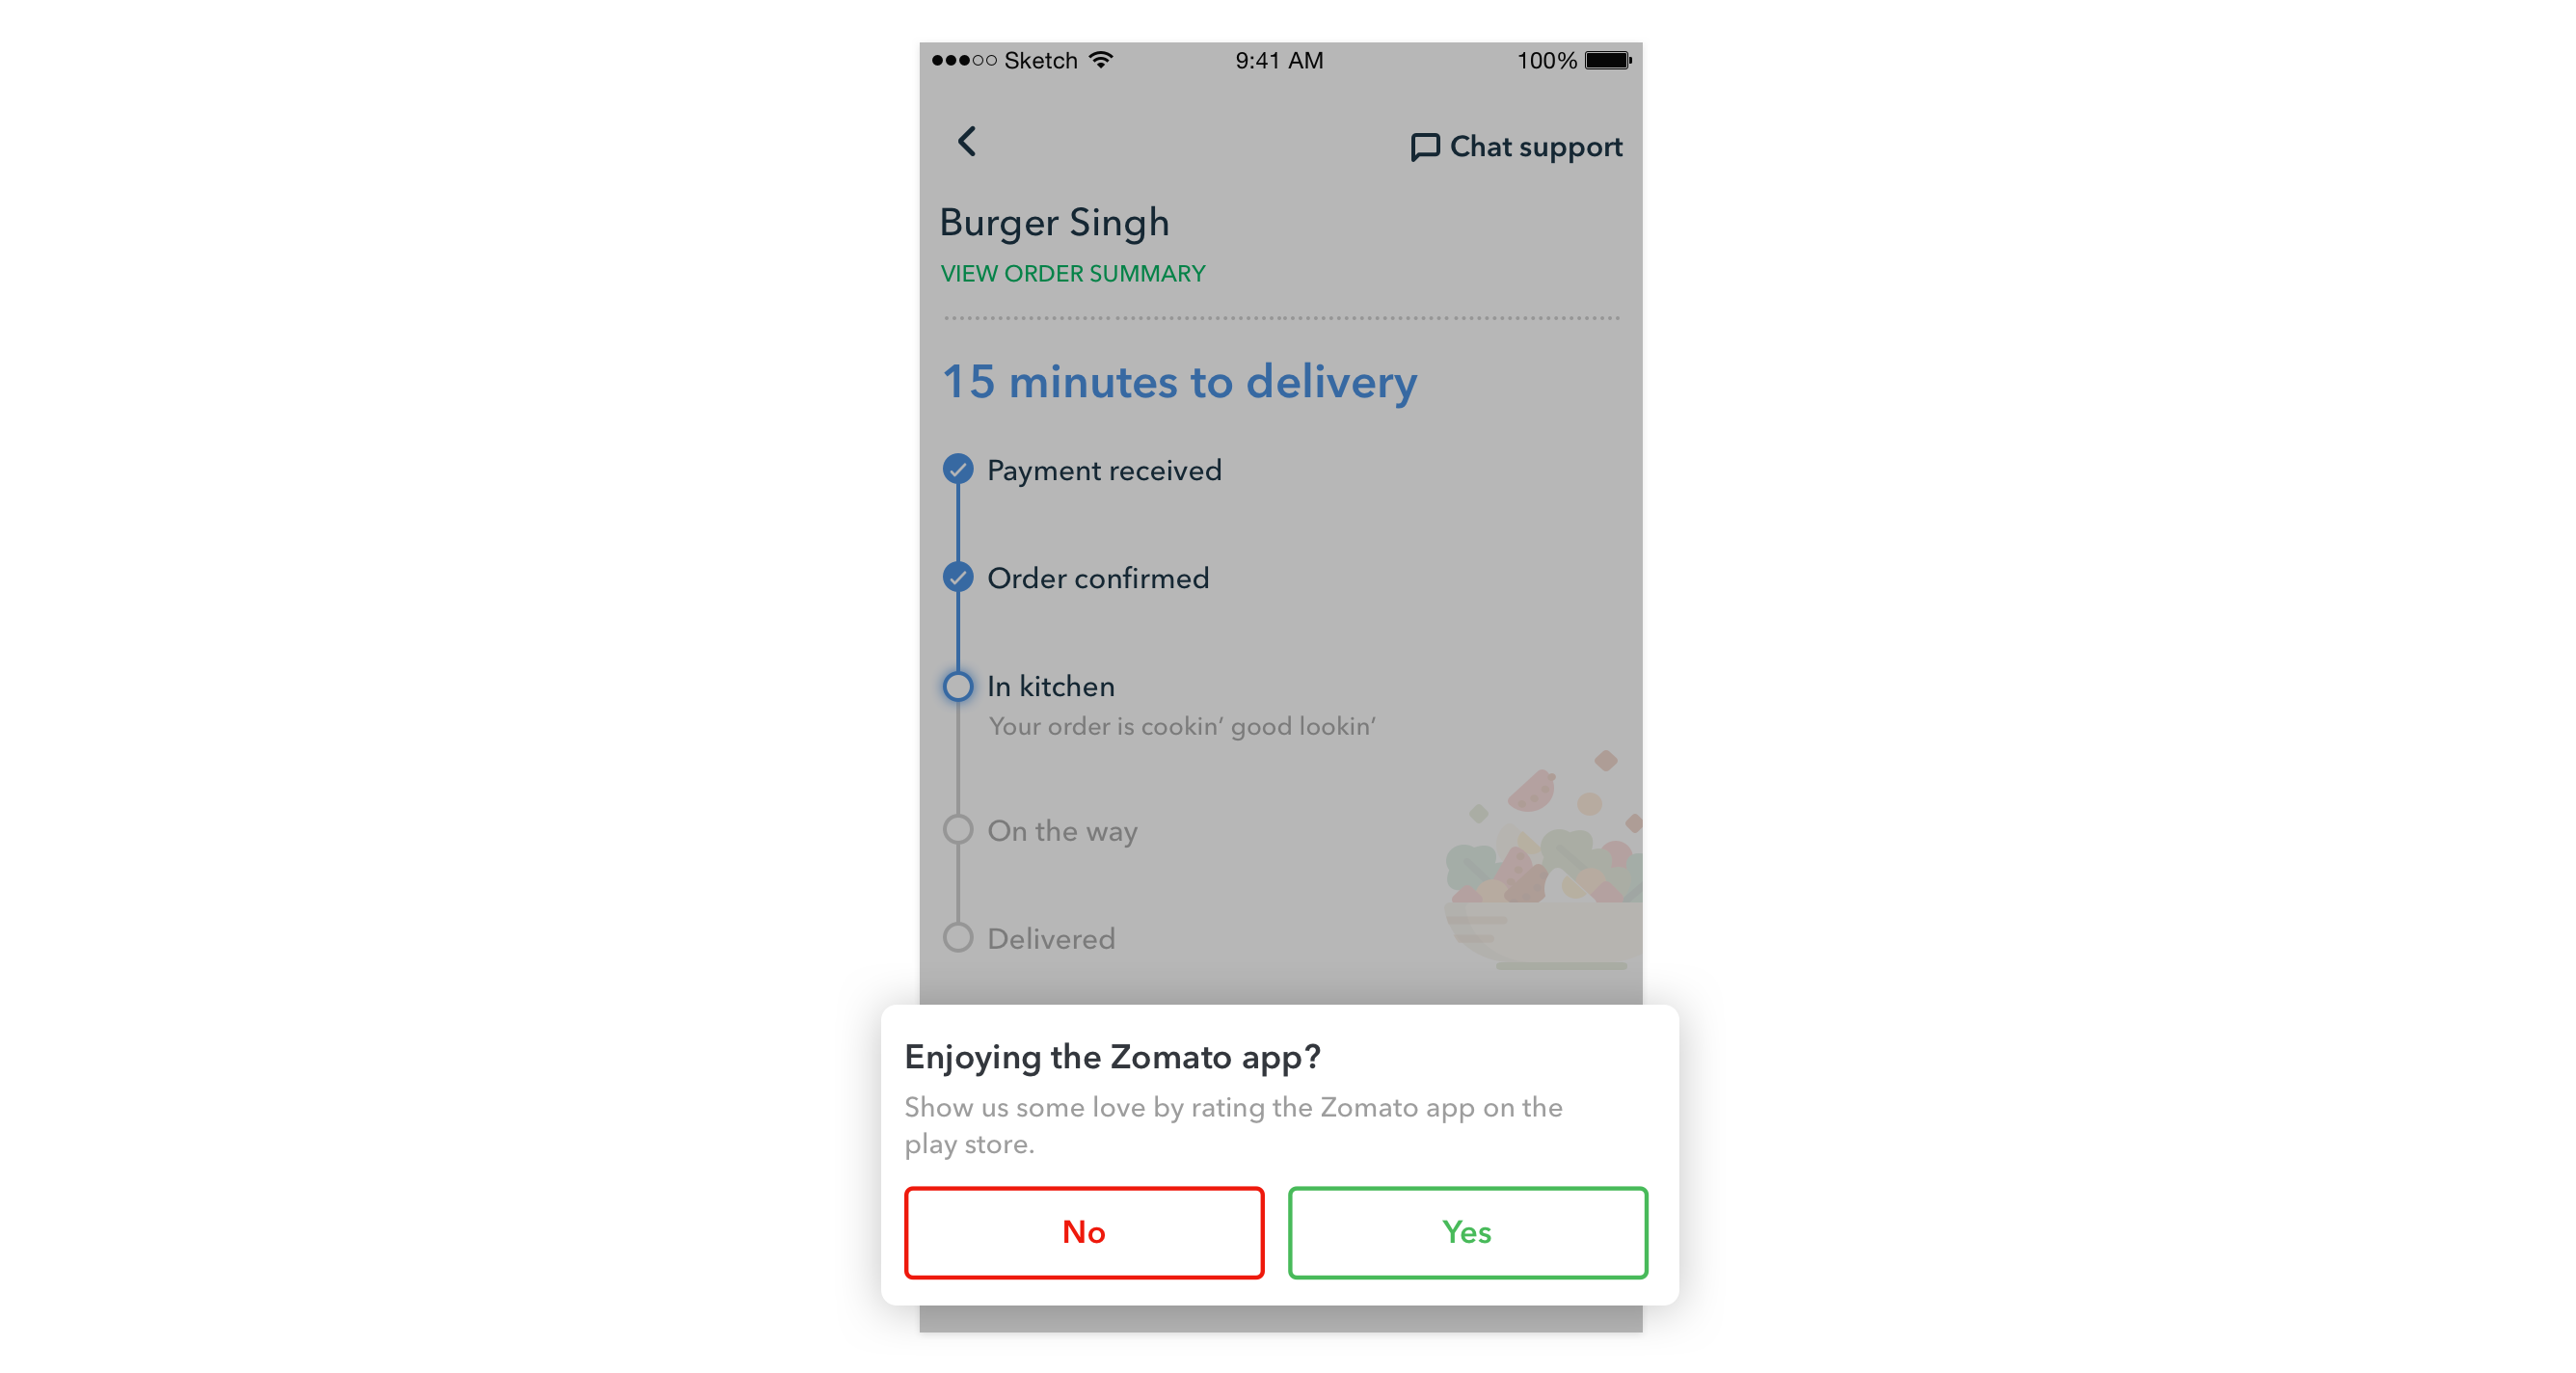 Sketch 9:41 AM 100%
Chat support
Burger Singh
VIEW ORDER SUMMARY
15 minutes to delivery
Payment received
Order confirmed
In kitchen
Your order is cookin’ good lookin’
On the way
Delivered
Enjoying the Zomato app?
Show us some love by rating the Zomato app on the
play store.
No Yes